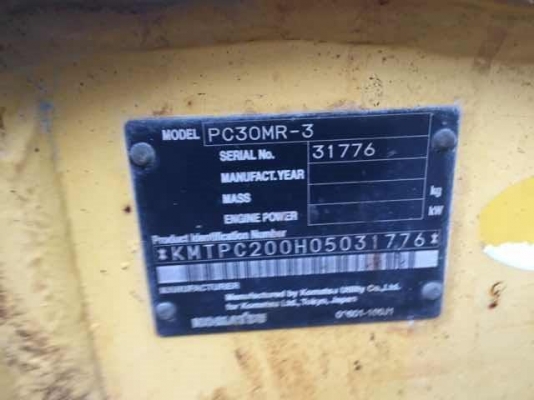 MODEL PC30MR-3
SERIAL No. 31776
MANUFACT. YEAR
MASS kg
ENGINE POWER kW
Product Identification Number
*KMTPC200H05031776*
MANUFACTURER
Manufactured by Komatsu Utility Co., Ltd.
for Komatsu Ltd., Tokyo, Japan
KOMATSU